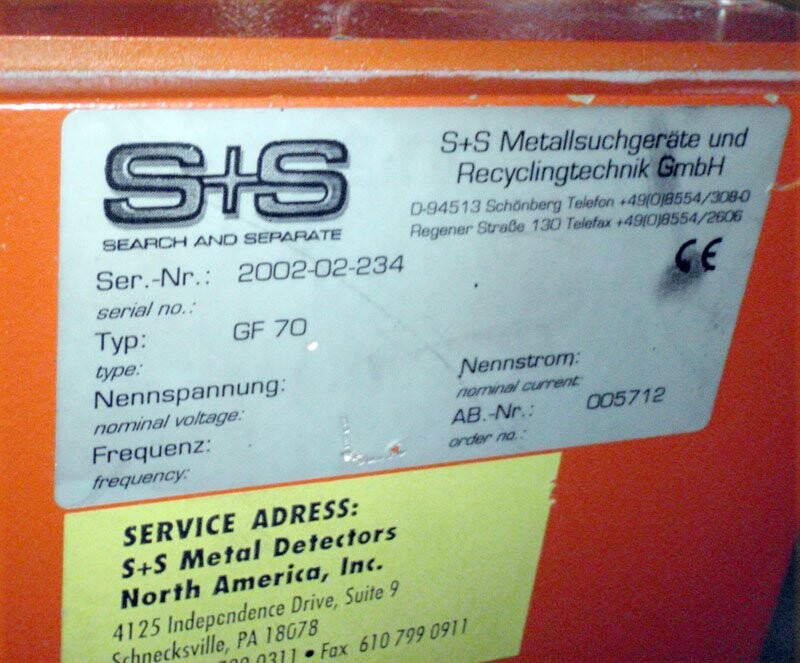 S+S
SEARCH AND SEPARATE
S+S Metallsuchgeräte und
Recyclingtechnik GmbH
D-94513 Schönberg Telefon +49(0)8554/308-0
Regener Straße 130 Telefax +49(0)8554/2606
CE
Ser.-Nr.: 2002-02-234
serial no.:
Typ: GF 70
type:
Nennspannung:
nominal voltage:
Frequenz:
frequency:
Nennstrom:
nominal current:
AB.-Nr.: 005712
order no.:
SERVICE ADRESS:
S+S Metal Detectors
North America, Inc.
4125 Independence Drive, Suite 9
Schnecksville, PA 18078
0311 • Fax 610 799 0911